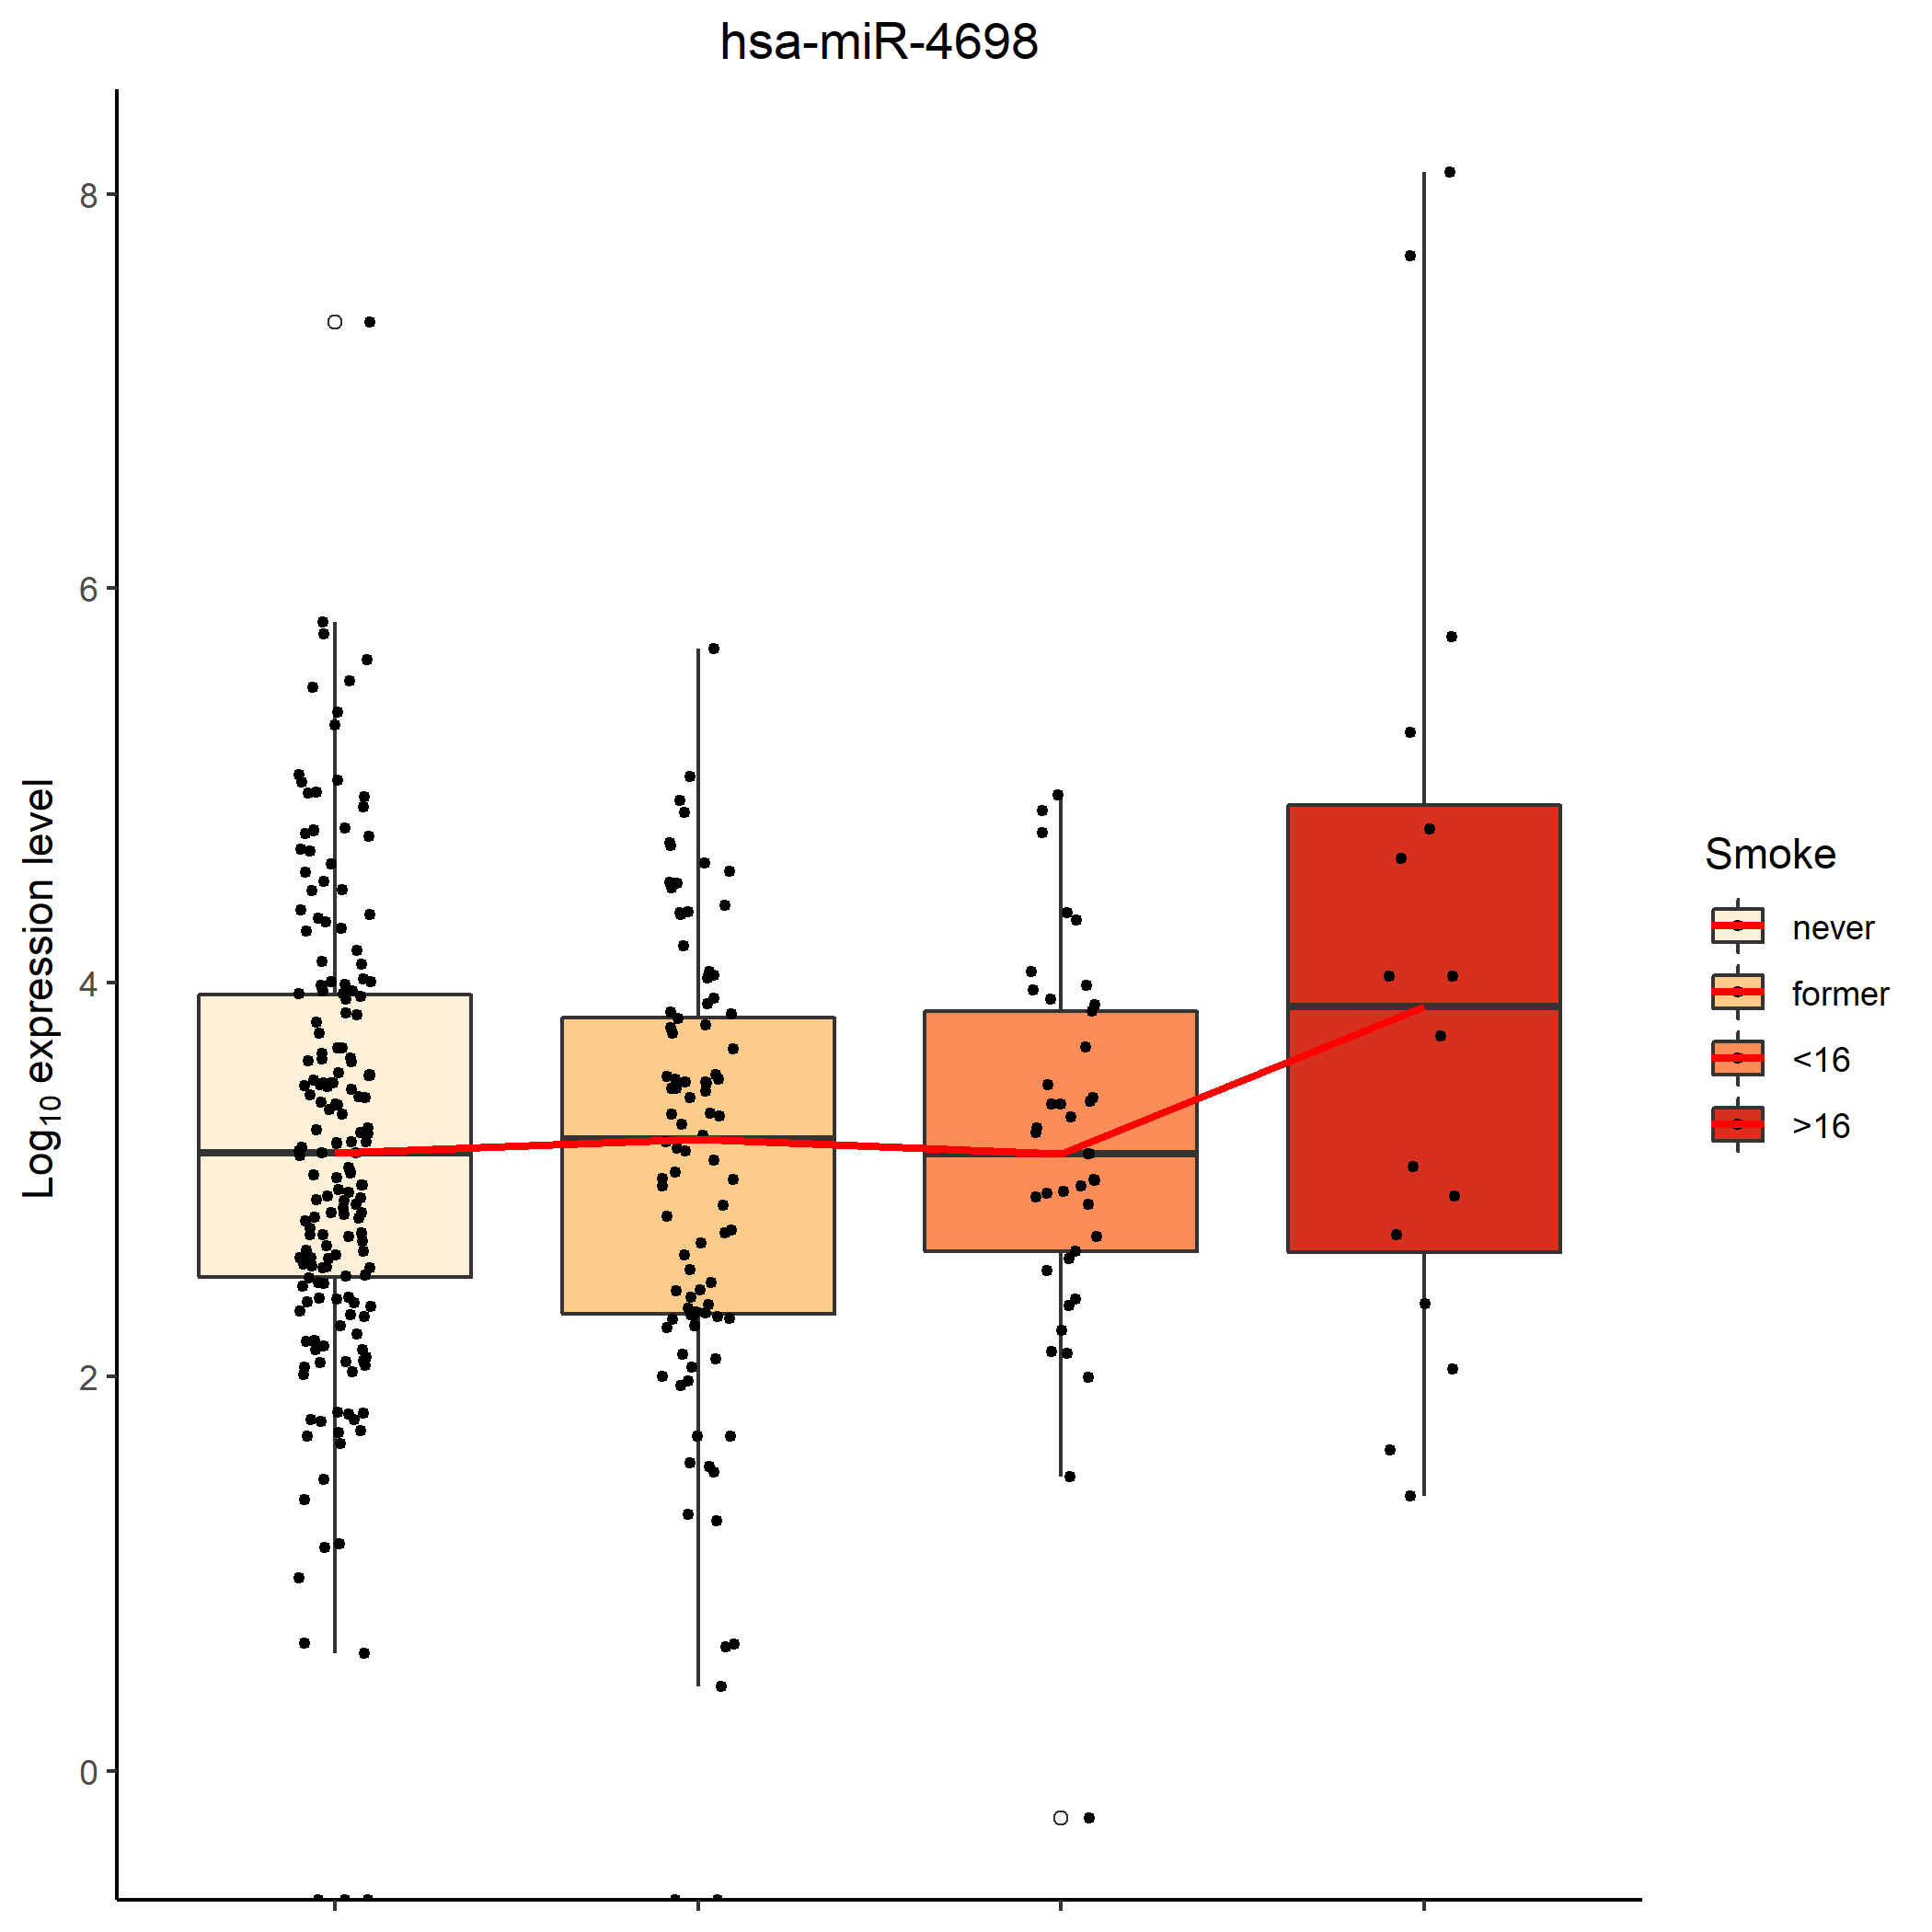 hsa-miR-4698
8
6
4
2
0
Log₁₀ expression level
Smoke
never
former
<16
>16